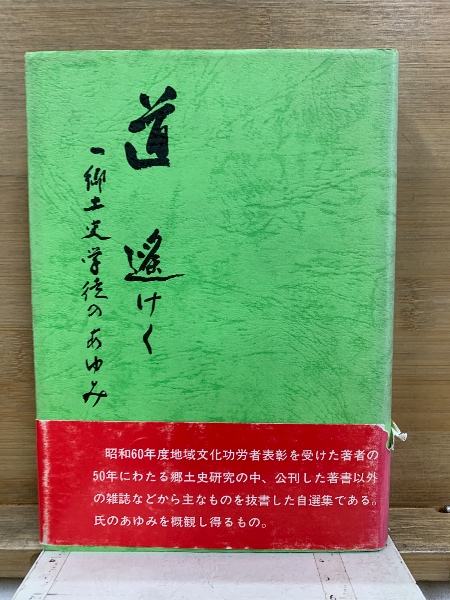 道 遙けく
一郷土史学徒のあゆみ
昭和60年度地域文化功労者表彰を受けた著者の
50年にわたる郷土史研究の中、公刊した著書以外
の雑誌などから主なものを抜書した自選集である。
氏のあゆみを概観し得るもの。